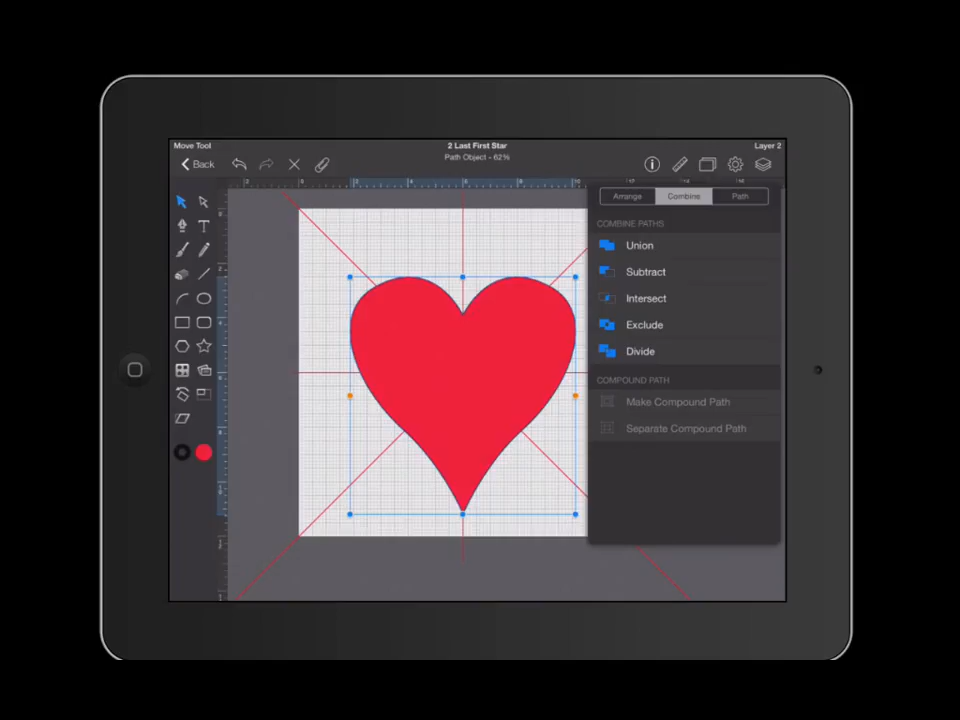 Move Tool
2 Last First Star
Layer 2
Back
Path Object - 62%
Arrange
Combine
Path
COMBINE PATHS
Union
Subtract
Intersect
Exclude
Divide
COMPOUND PATH
Make Compound Path
Separate Compound Path